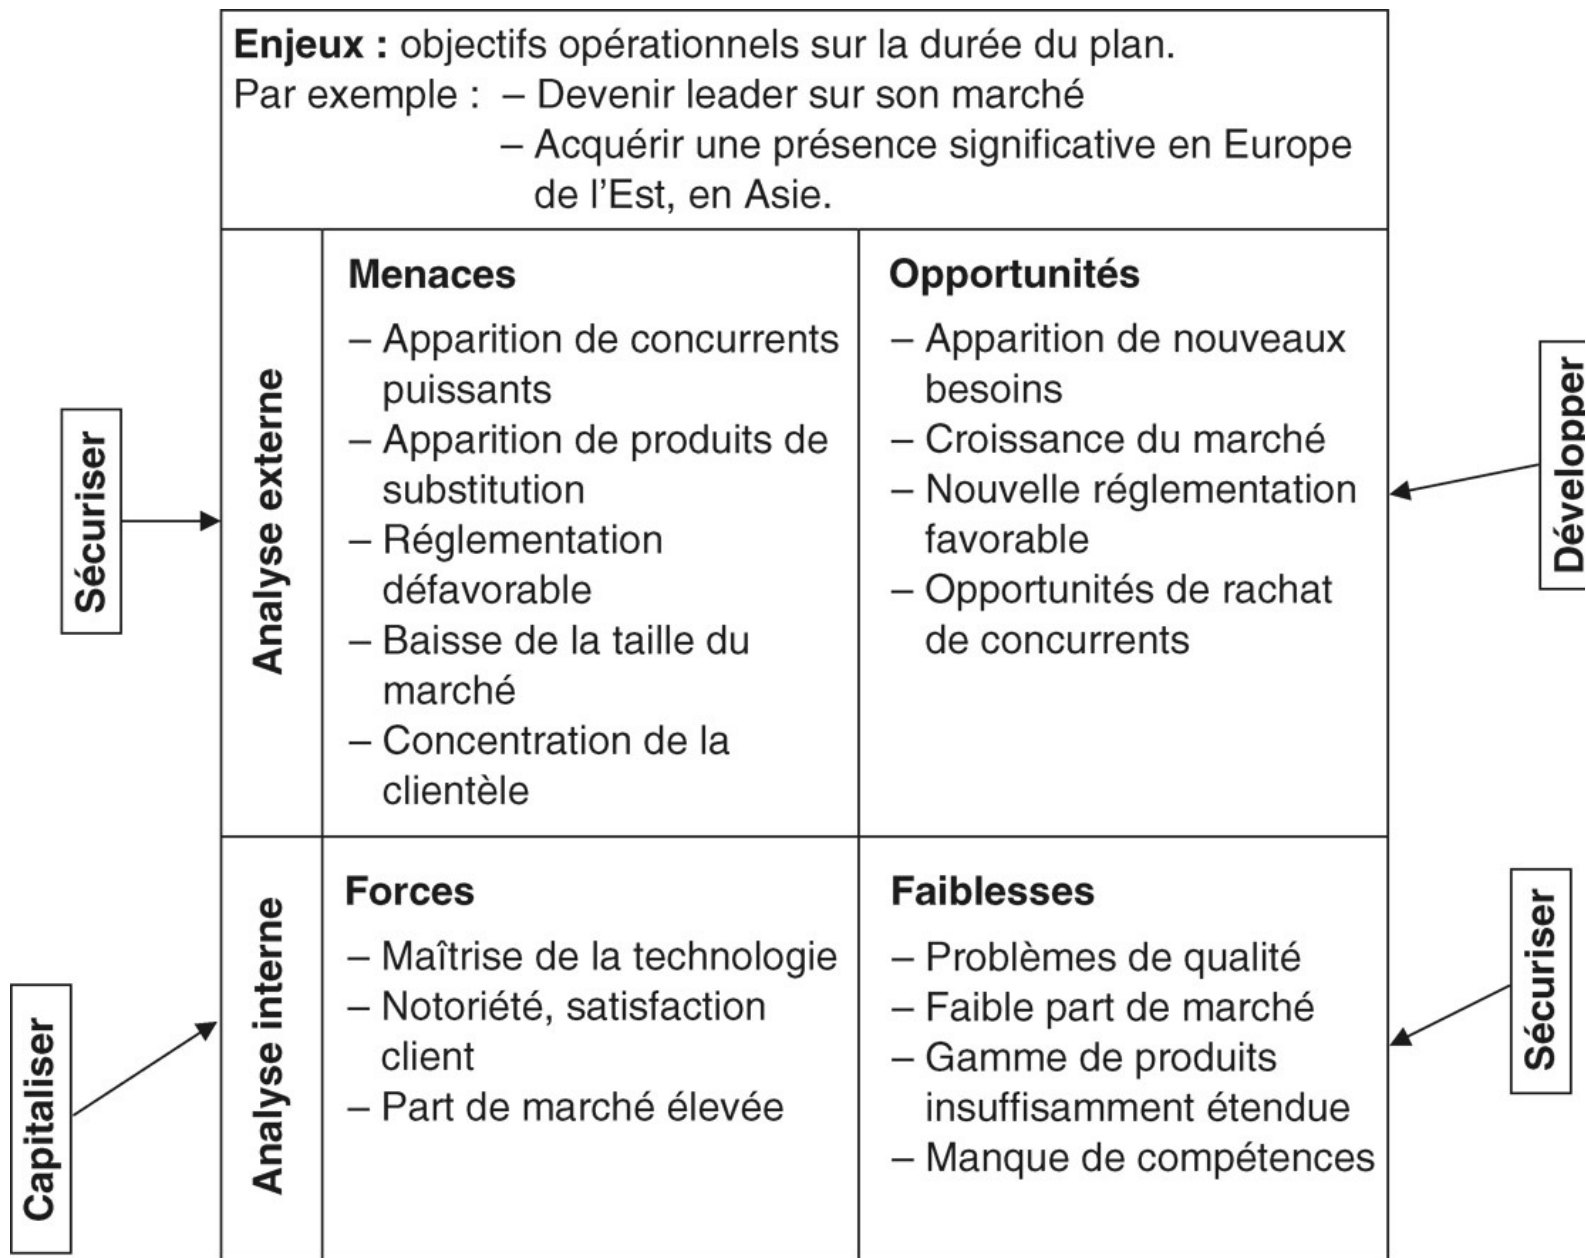 Enjeux : objectifs opérationnels sur la durée du plan.
Par exemple : – Devenir leader sur son marché
– Acquérir une présence significative en Europe
de l'Est, en Asie.
Sécuriser
Analyse externe
Menaces
– Apparition de concurrents
puissants
– Apparition de produits de
substitution
– Réglementation
défavorable
– Baisse de la taille du
marché
– Concentration de la
clientèle
Opportunités
– Apparition de nouveaux
besoins
– Croissance du marché
– Nouvelle réglementation
favorable
– Opportunités de rachat
de concurrents
Développer
Capitaliser
Analyse interne
Forces
– Maîtrise de la technologie
– Notoriété, satisfaction
client
– Part de marché élevée
Faiblesses
– Problèmes de qualité
– Faible part de marché
– Gamme de produits
insuffisamment étendue
– Manque de compétences
Sécuriser